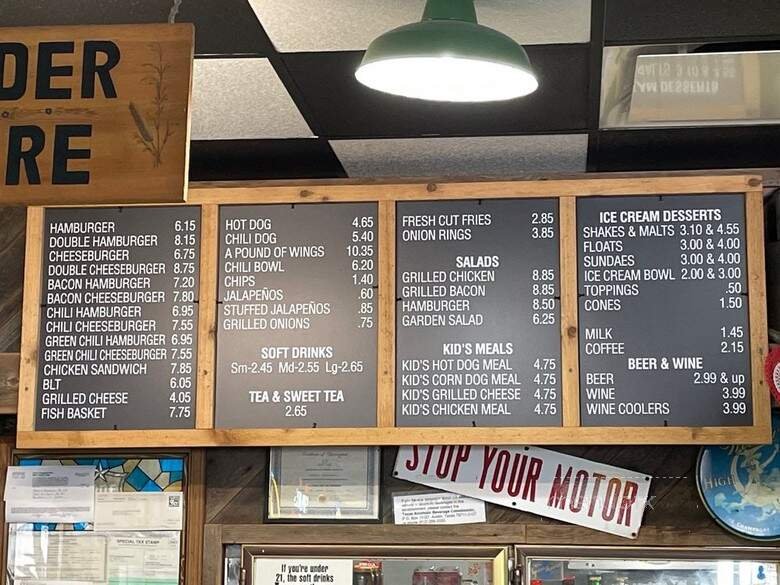 DER
RE
HAMBURGER 6.15
DOUBLE HAMBURGER 8.15
CHEESEBURGER 6.75
DOUBLE CHEESEBURGER 8.75
BACON HAMBURGER 7.20
BACON CHEESEBURGER 7.80
CHILI HAMBURGER 6.95
CHILI CHEESEBURGER 7.55
GREEN CHILI HAMBURGER 6.95
GREEN CHILI CHEESEBURGER 7.55
CHICKEN SANDWICH 7.85
BLT 6.05
GRILLED CHEESE 4.05
FISH BASKET 7.75
HOT DOG 4.65
CHILI DOG 5.40
A POUND OF WINGS 10.35
CHILI BOWL 6.20
CHIPS 1.40
JALAPEÑOS .60
STUFFED JALAPEÑOS .85
GRILLED ONIONS .75
SOFT DRINKS
Sm-2.45 Md-2.55 Lg-2.65
TEA & SWEET TEA
2.65
FRESH CUT FRIES 2.85
ONION RINGS 3.85
SALADS
GRILLED CHICKEN 8.85
GRILLED BACON 8.85
HAMBURGER 8.50
GARDEN SALAD 6.25
KID'S MEALS
KID'S HOT DOG MEAL 4.75
KID'S CORN DOG MEAL 4.75
KID'S GRILLED CHEESE 4.75
KID'S CHICKEN MEAL 4.75
ICE CREAM DESSERTS
SHAKES & MALTS 3.10 & 4.55
FLOATS 3.00 & 4.00
SUNDAES 3.00 & 4.00
ICE CREAM BOWL 2.00 & 3.00
TOPPINGS .50
CONES 1.50
MILK 1.45
COFFEE 2.15
BEER & WINE
BEER 2.99 & up
WINE 3.99
WINE COOLERS 3.99
STOP YOUR MOTOR
SPECIAL TAX STAMP
If you're under
21, the soft drinks